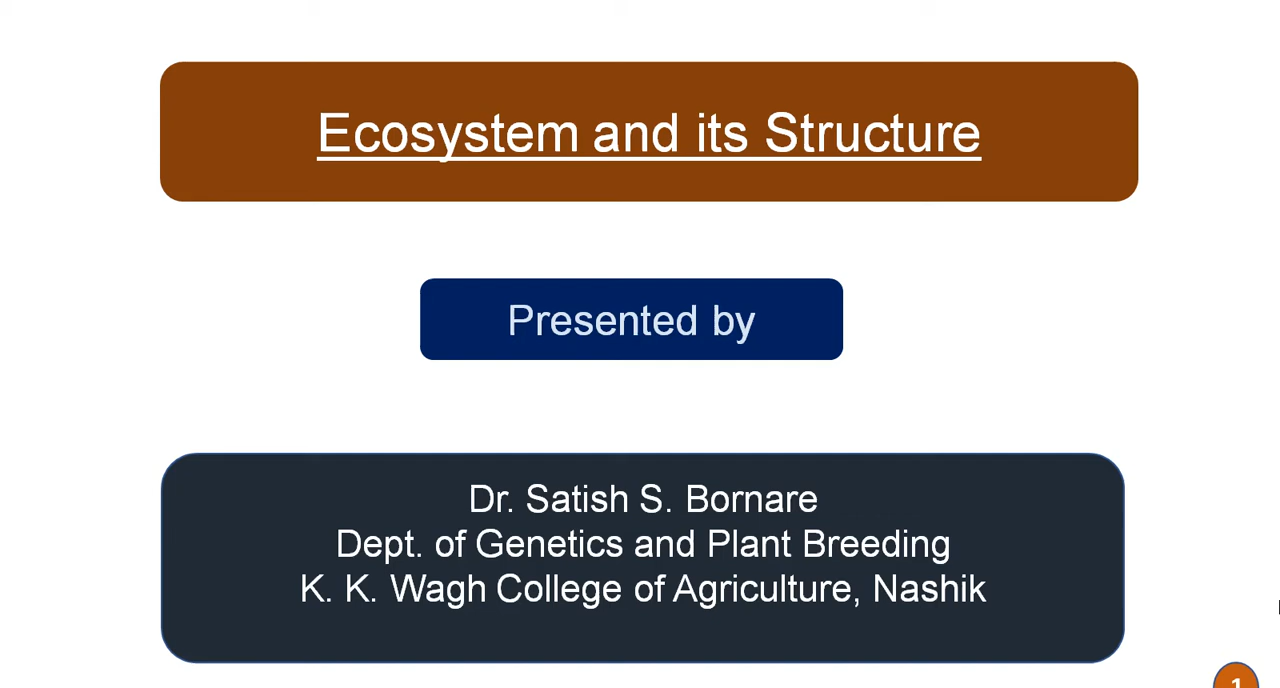 Ecosystem and its Structure
Presented by
Dr. Satish S. Bornare
Dept. of Genetics and Plant Breeding
K. K. Wagh College of Agriculture, Nashik
1